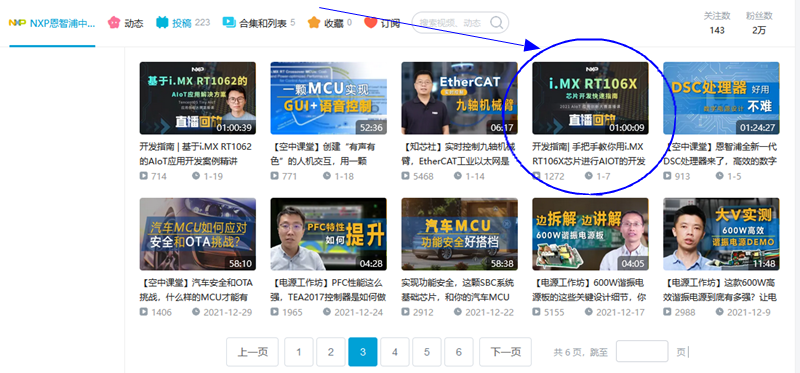 NXP恩智浦中... 动态 投稿 223 合集和列表 5 收藏 0 订阅 搜索视频、动态 关注数 粉丝数
143 2万
NXP
基于i.MX RT1062的
AIoT应用解决方案
直播回放
01:00:39
一颗MCU实现
GUI+语音控制
52:36
EtherCAT
实时控制
九轴机械臂
06:17
NXP
i.MX RT106X
芯片开发快速指南
直播回放
01:00:09
DSC处理器 好用
不难
01:24:27
开发指南 | 基于i.MX RT1062
的AIoT应用开发案例精讲
714 1-19
【空中课堂】创建“有声有
色”的人机交互，用一颗
771 1-18
【知芯社】实时控制九轴机械
臂，EtherCAT工业以太网是
5468 1-14
开发指南| 手把手教你用i.MX
RT106X芯片进行AIOT的开发
1272 1-7
【空中课堂】恩智浦全新一代
DSC处理器来了，高效的数字
913 1-5
汽车MCU如何应对
安全和OTA挑战?
58:10
PFC特性
如何
提升
04:28
汽车MCU
功能安全好搭档
58:38
边拆解 边讲解
600W谐振电源板
04:05
大V实测
600W高效
谐振电源DEMO
11:48
【空中课堂】汽车安全和OTA
挑战，什么样的MCU才能有
1406 2021-12-29
【电源工作坊】PFC性能这么
强，TEA2017控制器是如何做
1965 2021-12-24
实现功能安全，这颗SBC系统
基础芯片，和你的汽车MCU
2912 2021-12-22
【电源工作坊】600W谐振电
源板的这些关键设计细节，你
5155 2021-12-17
【电源工作坊】这款600W高
效谐振电源到底有多强？让电
2988 2021-12-9
上一页 1 2 3 4 5 6 下一页 共 6 页，跳至 页